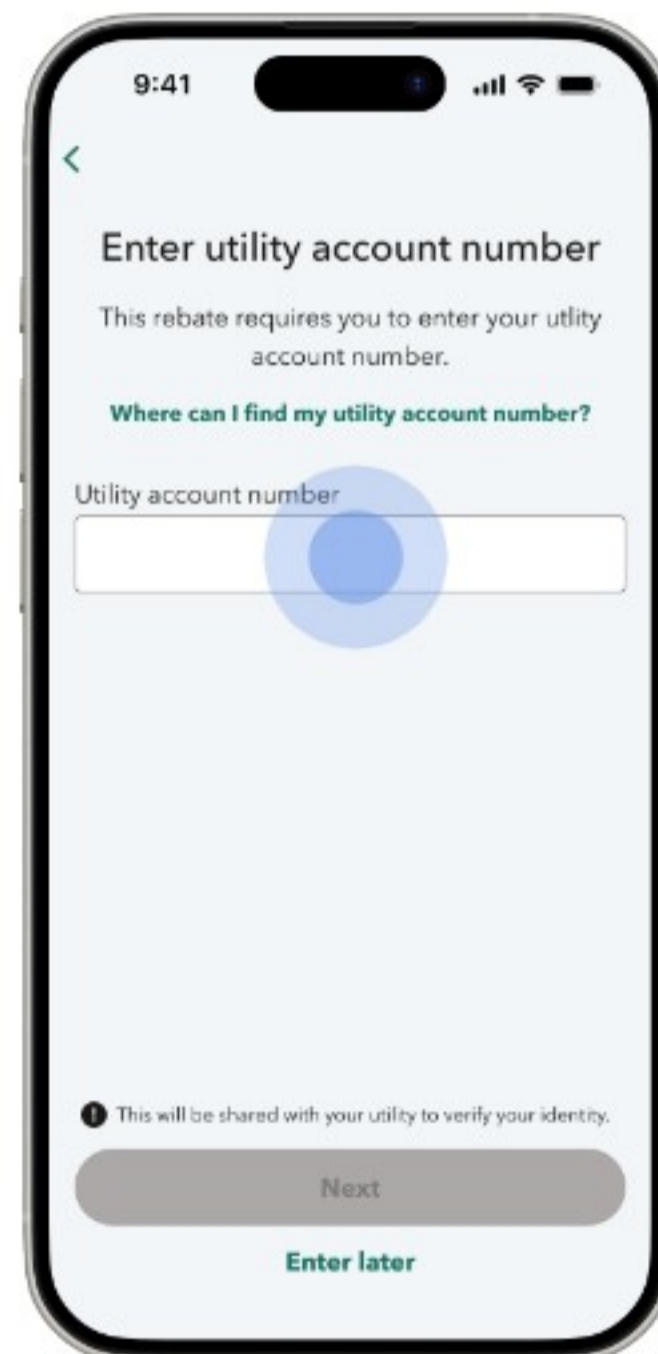 9:41
Enter utility account number
This rebate requires you to enter your utlity
account number.
Where can I find my utility account number?
Utility account number
This will be shared with your utility to verify your identity.
Next
Enter later